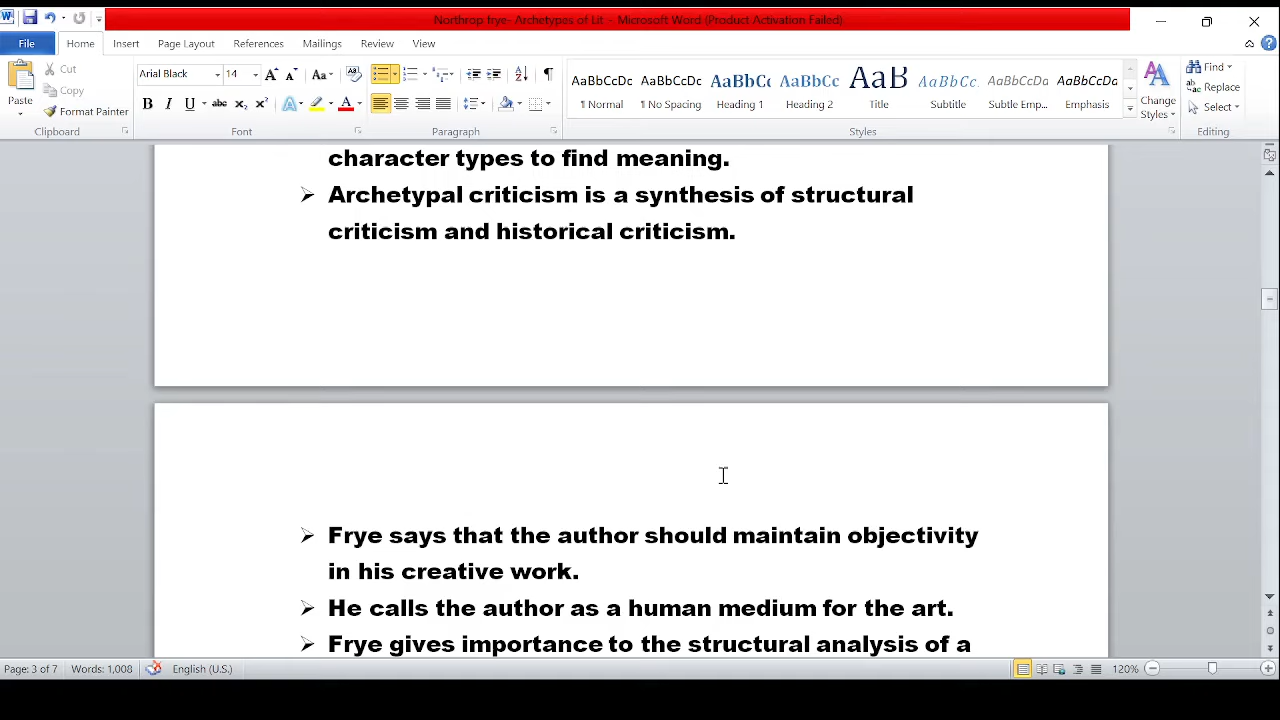 Northrop frye- Archetypes of Lit - Microsoft Word (Product Activation Failed)
File Home Insert Page Layout References Mailings Review View
Paste
Cut
Copy
Format Painter
Arial Black 14
AaBbCcDc AaBbCcDc AaBbCc AaBbCc AaB AaBbCc. AaBbCcDc AaBbCcDc
¶ Normal ¶ No Spacing Heading 1 Heading 2 Title Subtitle Subtle Em... Emphasis
Change Styles
Find
Replace
Select
Clipboard Font Paragraph Styles Editing
character types to find meaning.
➢ Archetypal criticism is a synthesis of structural
criticism and historical criticism.
➢ Frye says that the author should maintain objectivity
in his creative work.
➢ He calls the author as a human medium for the art.
➢ Frye gives importance to the structural analysis of a
Page: 3 of 7 Words: 1,008 English (U.S.) 120%